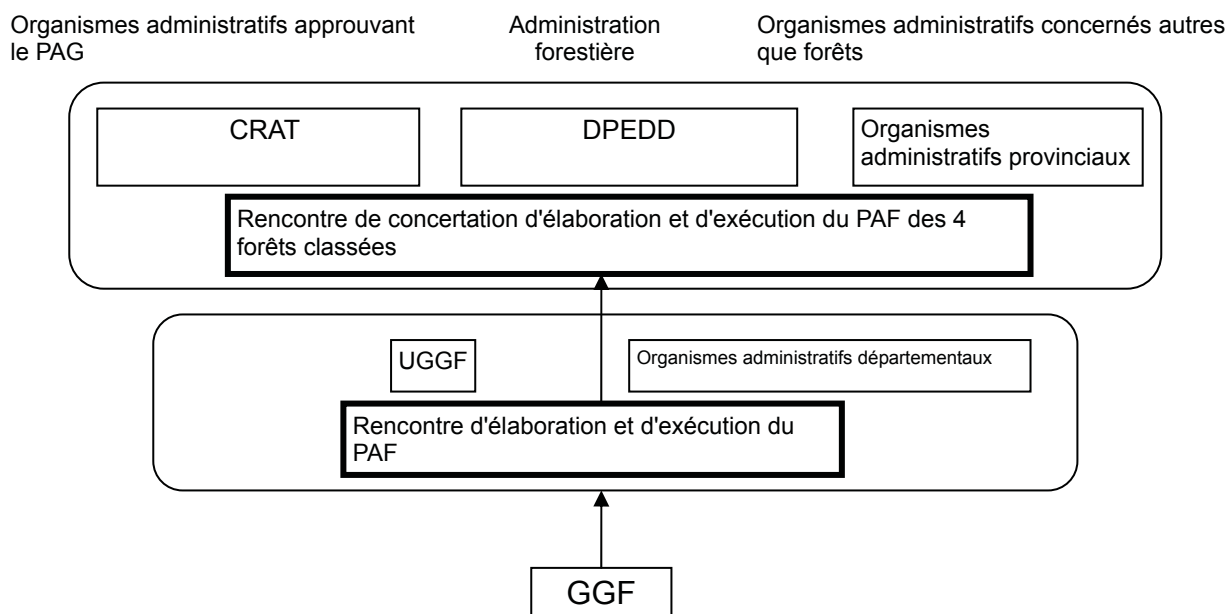 Organismes administratifs approuvant
le PAG
Administration
forestière
Organismes administratifs concernés autres
que forêts
CRAT
DPEDD
Organismes
administratifs provinciaux
Rencontre de concertation d'élaboration et d'exécution du PAF des 4
forêts classées
UGGF
Organismes administratifs départementaux
Rencontre d'élaboration et d'exécution du
PAF
GGF